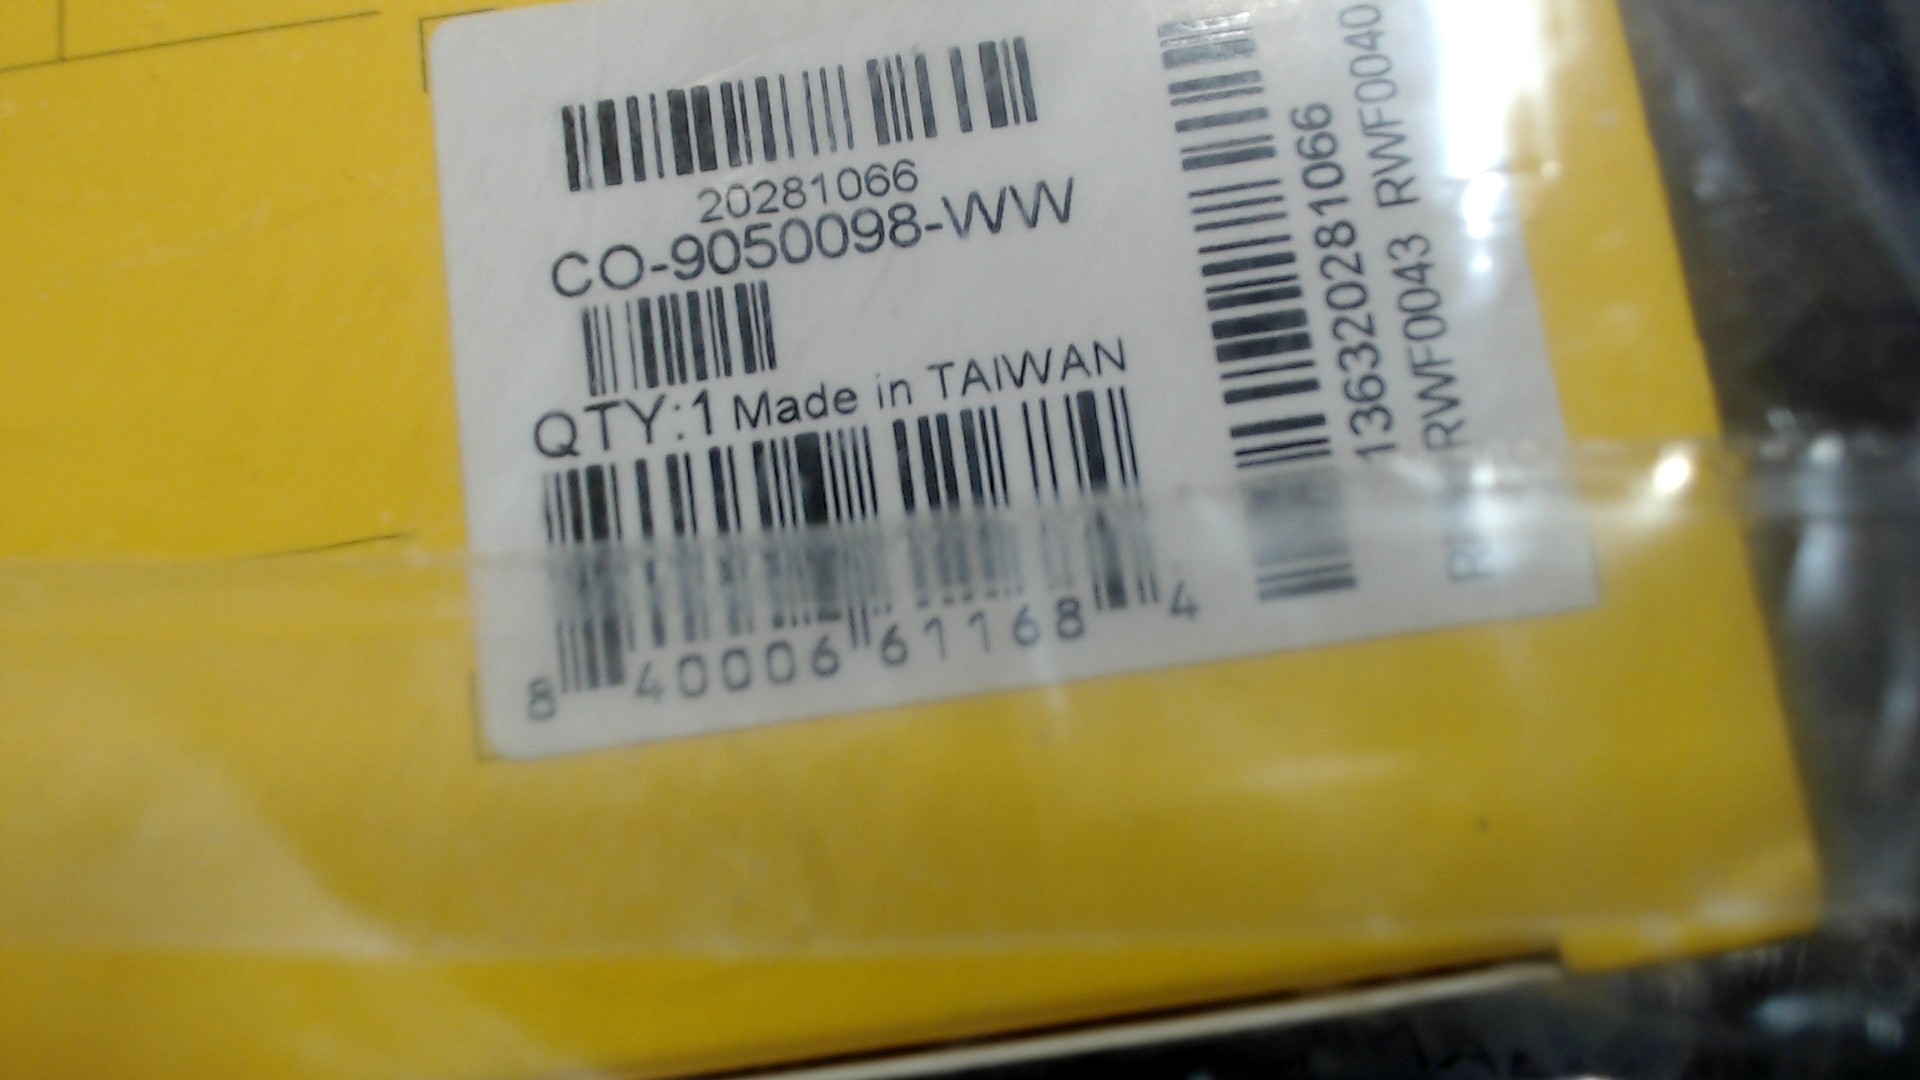 20281066
CO-9050098-WW
QTY:1 Made in TAIWAN
8 40006 61168 4
136320281066
RWF0043 RWF0040